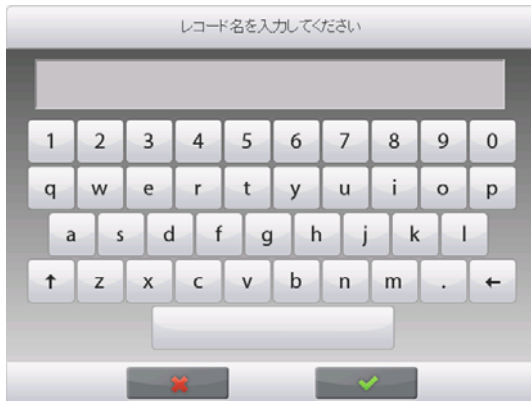 レコード名を入力してください
1 2 3 4 5 6 7 8 9 0
q w e r t y u i o p
a s d f g h j k l
↑ z x c v b n m . ←